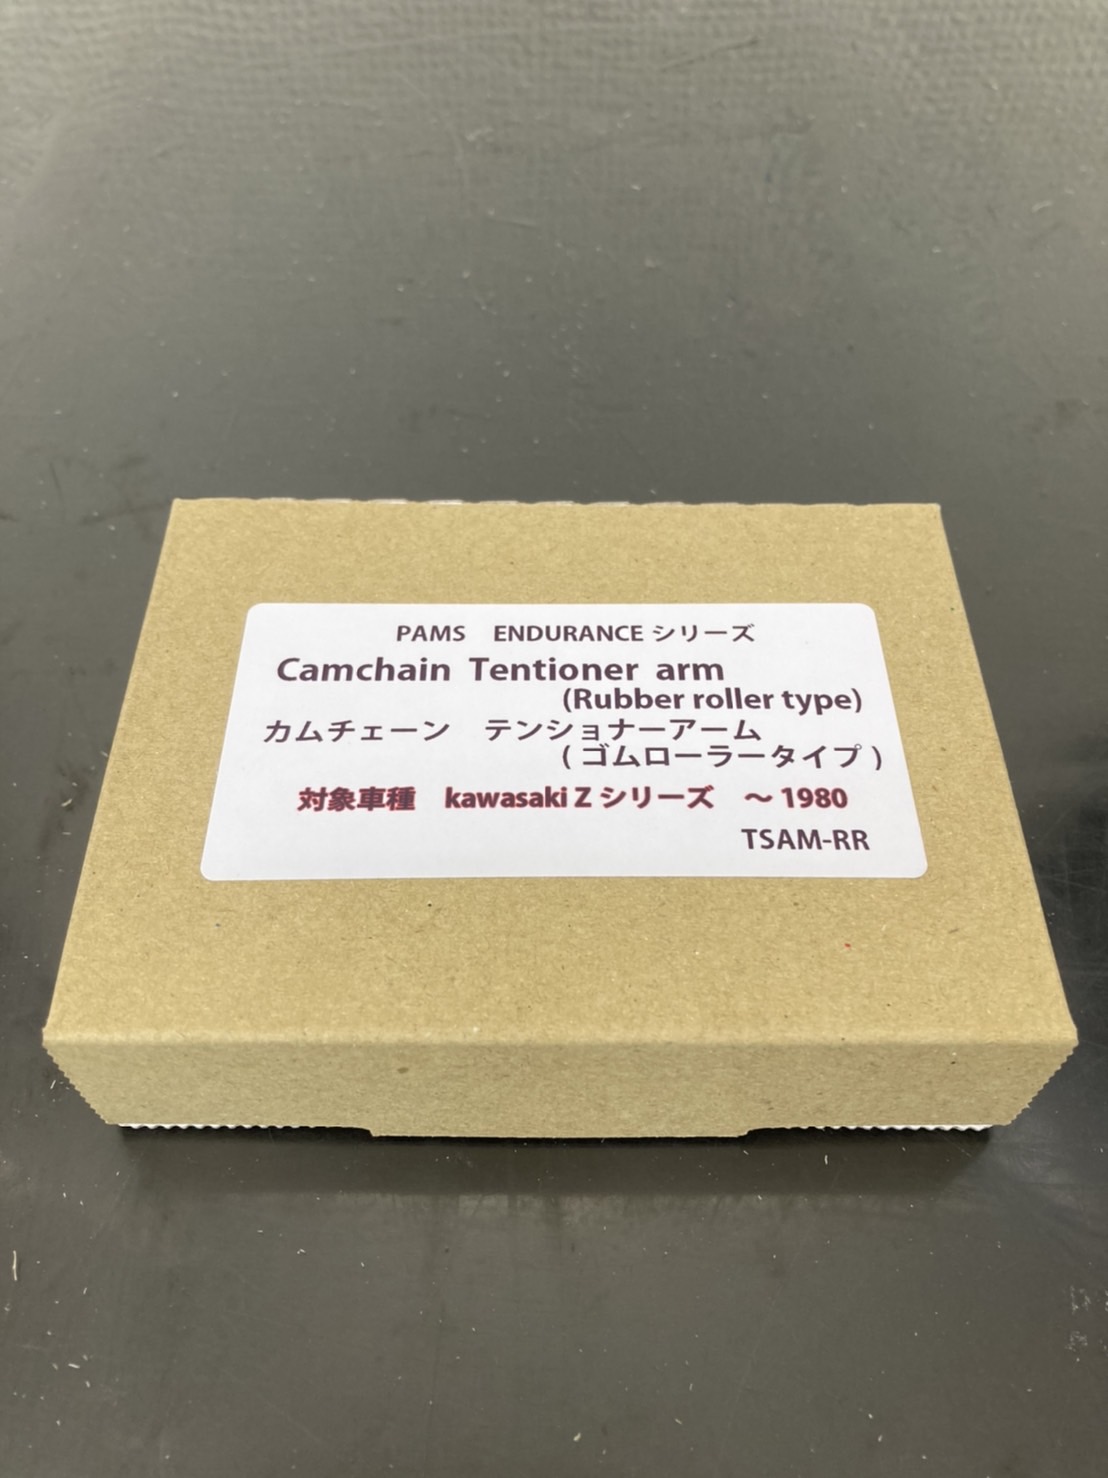 PAMS　ENDURANCE シリーズ
Camchain Tentioner arm
(Rubber roller type)
カムチェーン　テンショナーアーム
( ゴムローラータイプ )
対象車種　kawasaki Z シリーズ　～ 1980
TSAM-RR